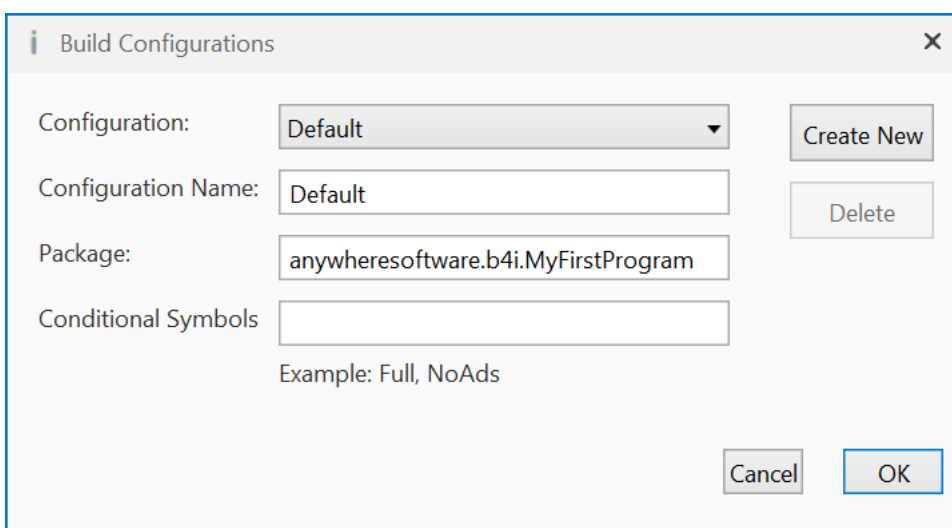 Build Configurations
Configuration: Default Create New
Configuration Name: Default Delete
Package: anywheresoftware.b4i.MyFirstProgram
Conditional Symbols
Example: Full, NoAds
Cancel OK